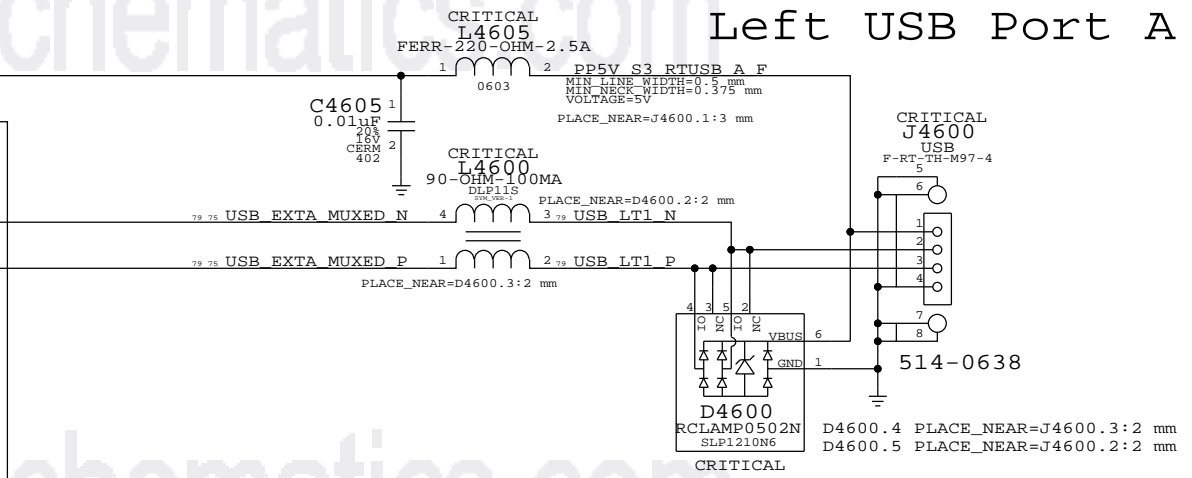 Left USB Port A
CRITICAL
L4605
FERR-220-OHM-2.5A
1 2
0603
PP5V_S3_RTUSB_A_F
MIN_LINE_WIDTH=0.5 mm
MIN_NECK_WIDTH=0.375 mm
VOLTAGE=5V
PLACE_NEAR=J4600.1:3 mm
C4605 1
0.01uF
20%
16V
CERM 2
402
CRITICAL
L4600
90-OHM-100MA
DLP11S
SYM_VER-1
PLACE_NEAR=D4600.2:2 mm
79 75 USB_EXTA_MUXED_N 4 3 79 USB_LT1_N
79 75 USB_EXTA_MUXED_P 1 2 79 USB_LT1_P
PLACE_NEAR=D4600.3:2 mm
CRITICAL
J4600
USB
F-RT-TH-M97-4
5
6
1
2
3
4
7
8
514-0638
4 3 5 2
IO NC IO NC
VBUS 6
GND 1
D4600
RCLAMP0502N
SLP1210N6
CRITICAL
D4600.4 PLACE_NEAR=J4600.3:2 mm
D4600.5 PLACE_NEAR=J4600.2:2 mm
chematics.com
chematics.com